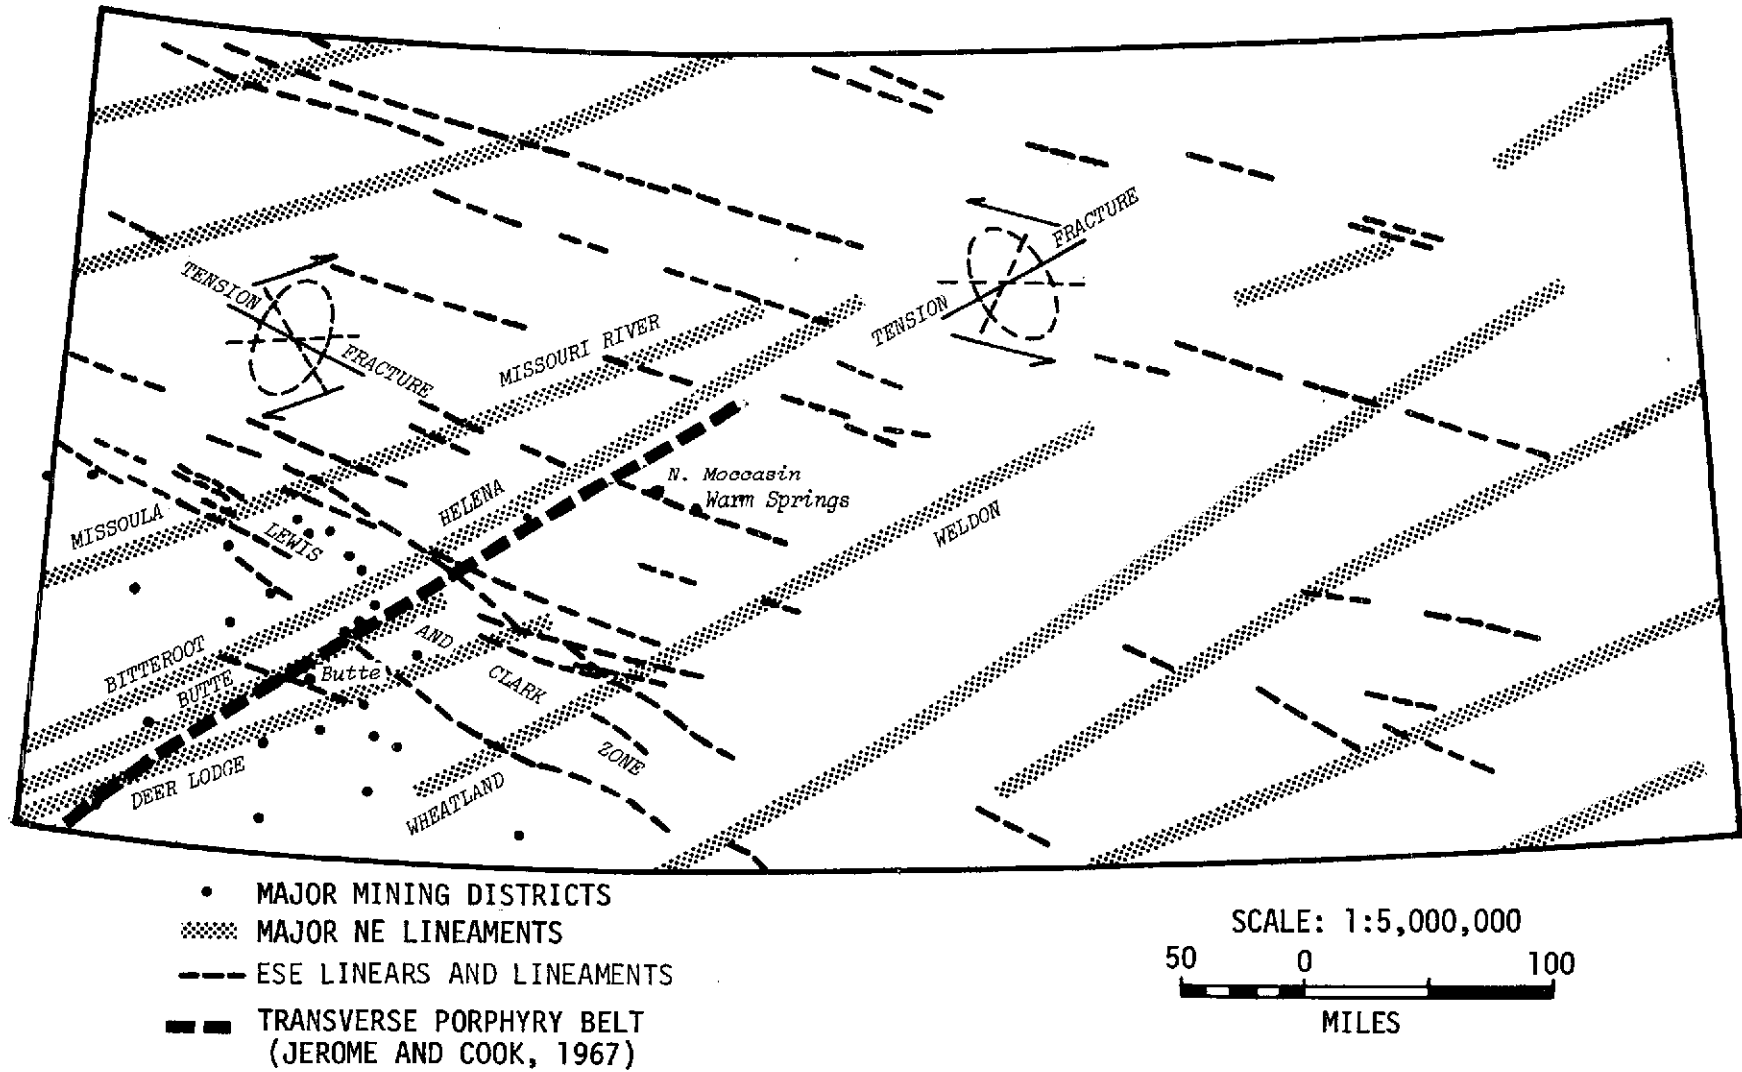 TENSION
FRACTURE
TENSION
FRACTURE
MISSOURI RIVER
MISSOULA
LEWIS
HELENA
N. Moccasin
Warm Springs
WELDON
BITTEROOT
BUTTE
Butte
AND
CLARK
ZONE
DEER LODGE
WHEATLAND
MAJOR MINING DISTRICTS
MAJOR NE LINEAMENTS
ESE LINEARS AND LINEAMENTS
TRANSVERSE PORPHYRY BELT
(JEROME AND COOK, 1967)
SCALE: 1:5,000,000
50 0 100
MILES